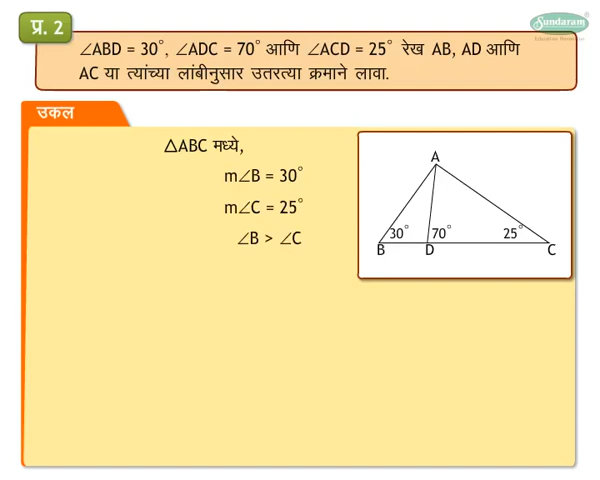 प्र. 2
Sundaram
∠ABD = 30°, ∠ADC = 70° आणि ∠ACD = 25° रेख AB, AD आणि
AC या त्यांच्या लांबीनुसार उतरत्या क्रमाने लावा.
उकल
△ABC मध्ये,
m∠B = 30°
m∠C = 25°
∠B > ∠C
A
30° 70° 25°
B D C